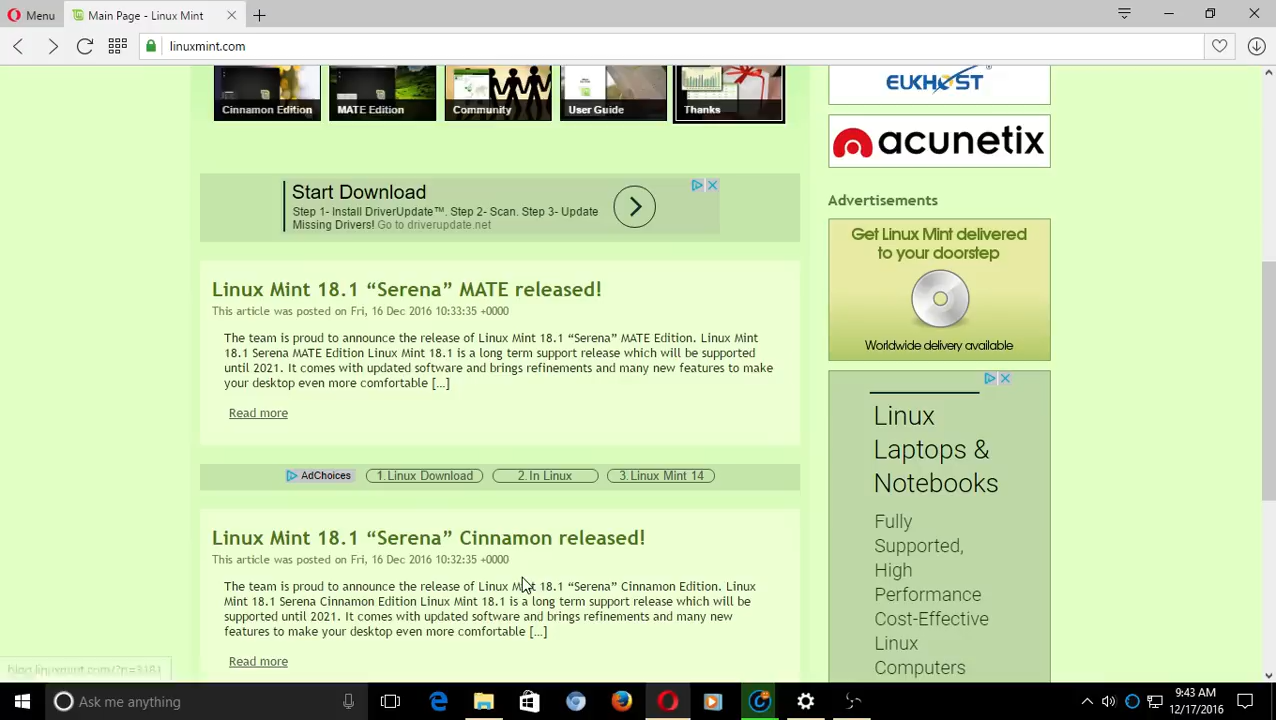 Menu
Main Page - Linux Mint
linuxmint.com
Cinnamon Edition
MATE Edition
Community
User Guide
Thanks
EUKHOST
acunetix
Start Download
Step 1- Install DriverUpdate™. Step 2- Scan. Step 3- Update
Missing Drivers! Go to driverupdate.net
Advertisements
Get Linux Mint delivered
to your doorstep
Worldwide delivery available
Linux Mint 18.1 “Serena” MATE released!
This article was posted on Fri, 16 Dec 2016 10:33:35 +0000
The team is proud to announce the release of Linux Mint 18.1 “Serena” MATE Edition. Linux Mint
18.1 Serena MATE Edition Linux Mint 18.1 is a long term support release which will be supported
until 2021. It comes with updated software and brings refinements and many new features to make
your desktop even more comfortable […]
Read more
AdChoices
1. Linux Download
2. In Linux
3. Linux Mint 14
Linux
Laptops &
Notebooks
Fully
Supported,
High
Performance
Cost-Effective
Linux
Computers
Linux Mint 18.1 “Serena” Cinnamon released!
This article was posted on Fri, 16 Dec 2016 10:32:35 +0000
The team is proud to announce the release of Linux Mint 18.1 “Serena” Cinnamon Edition. Linux
Mint 18.1 Serena Cinnamon Edition Linux Mint 18.1 is a long term support release which will be
supported until 2021. It comes with updated software and brings refinements and many new
features to make your desktop even more comfortable […]
Read more
Ask me anything
9:43 AM
12/17/2016